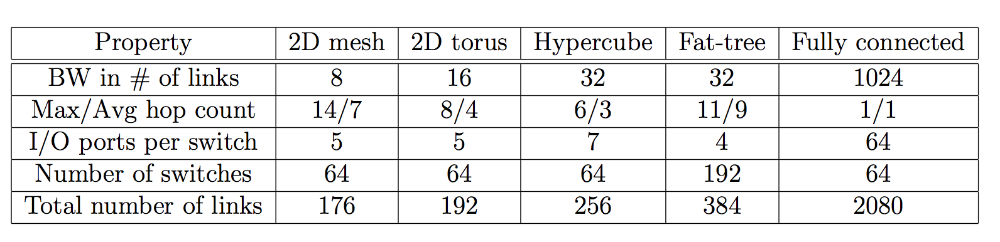 Property 2D mesh 2D torus Hypercube Fat-tree Fully connected
BW in # of links 8 16 32 32 1024
Max/Avg hop count 14/7 8/4 6/3 11/9 1/1
I/O ports per switch 5 5 7 4 64
Number of switches 64 64 64 192 64
Total number of links 176 192 256 384 2080